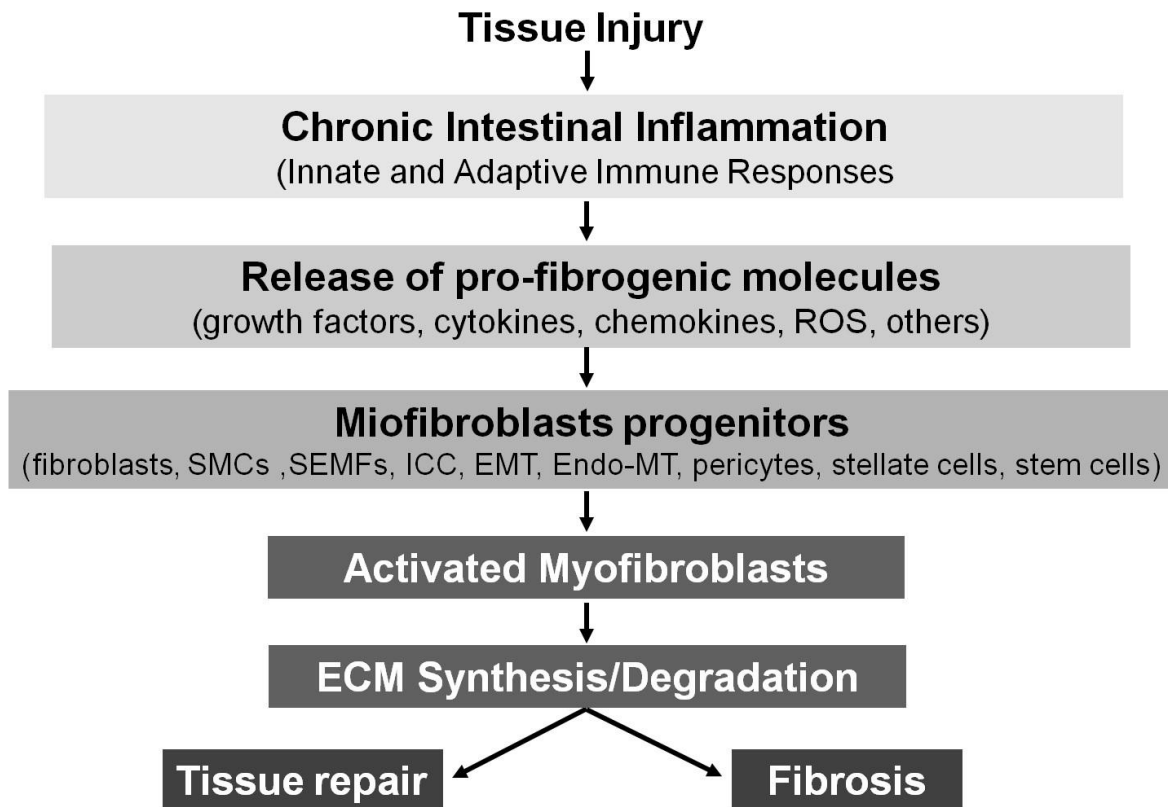 Tissue Injury
Chronic Intestinal Inflammation
(Innate and Adaptive Immune Responses
Release of pro-fibrogenic molecules
(growth factors, cytokines, chemokines, ROS, others)
Miofibroblasts progenitors
(fibroblasts, SMCs ,SEMFs, ICC, EMT, Endo-MT, pericytes, stellate cells, stem cells)
Activated Myofibroblasts
ECM Synthesis/Degradation
Tissue repair
Fibrosis